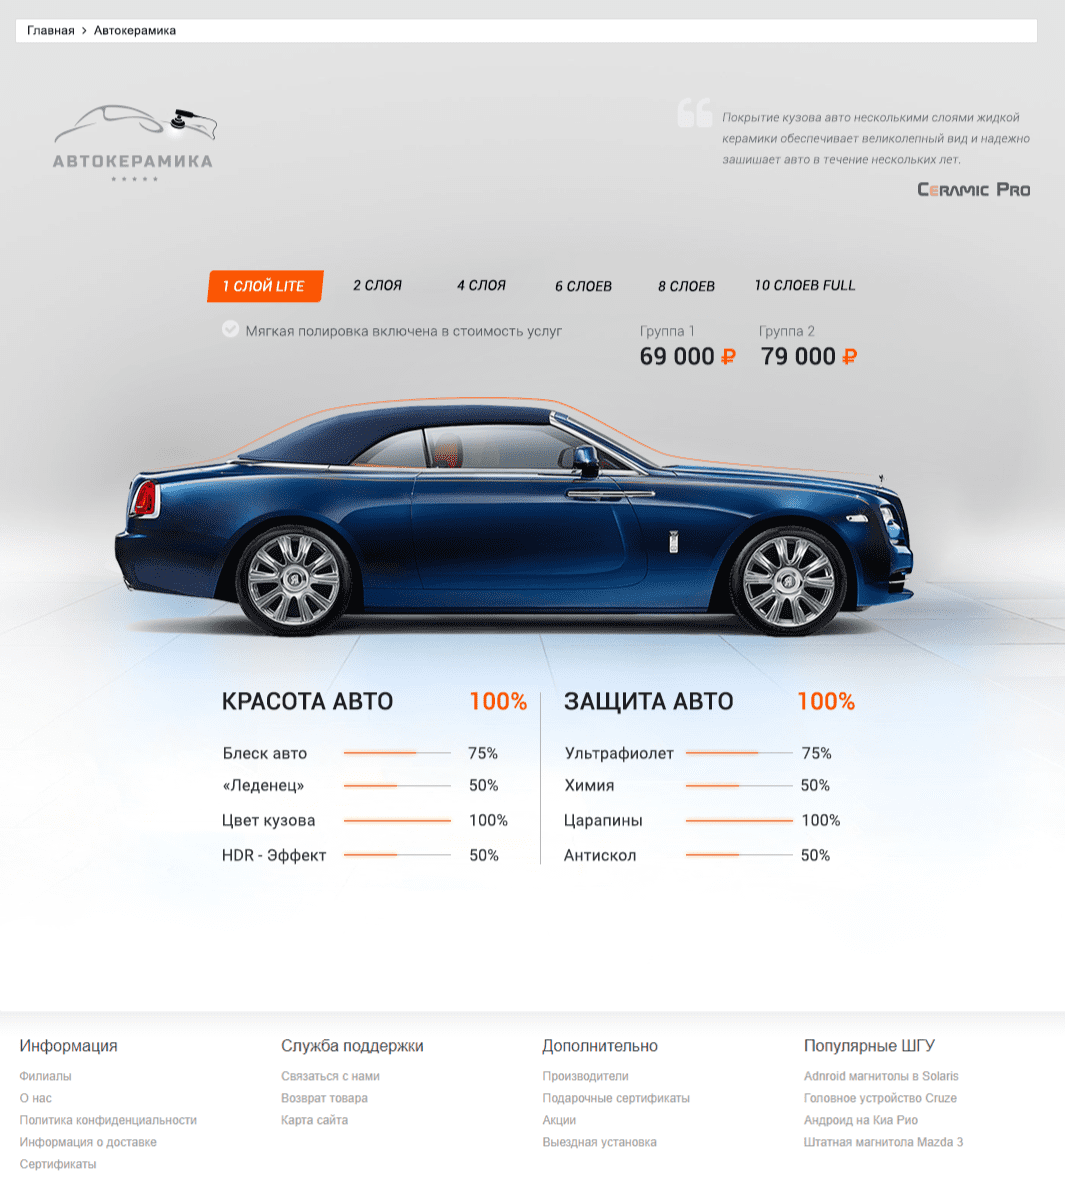 Главная > Автокерамика
АВТОКЕРАМИКА
Покрытие кузова авто несколькими слоями жидкой
керамики обеспечивает великолепный вид и надежно
зашишает авто в течение нескольких лет.
CERAMIC PRO
1 СЛОЙ LITE 2 СЛОЯ 4 СЛОЯ 6 СЛОЕВ 8 СЛОЕВ 10 СЛОЕВ FULL
Мягкая полировка включена в стоимость услуг
Группа 1 Группа 2
69 000 ₽ 79 000 ₽
КРАСОТА АВТО 100%
Блеск авто 75%
«Леденец» 50%
Цвет кузова 100%
HDR - Эффект 50%
ЗАЩИТА АВТО 100%
Ультрафиолет 75%
Химия 50%
Царапины 100%
Антискол 50%
Информация
Филиалы
О нас
Политика конфиденциальности
Информация о доставке
Сертификаты
Служба поддержки
Связаться с нами
Возврат товара
Карта сайта
Дополнительно
Производители
Подарочные сертификаты
Акции
Выездная установка
Популярные ШГУ
Adnroid магнитолы в Solaris
Головное устройство Cruze
Андроид на Киа Рио
Штатная магнитола Mazda 3